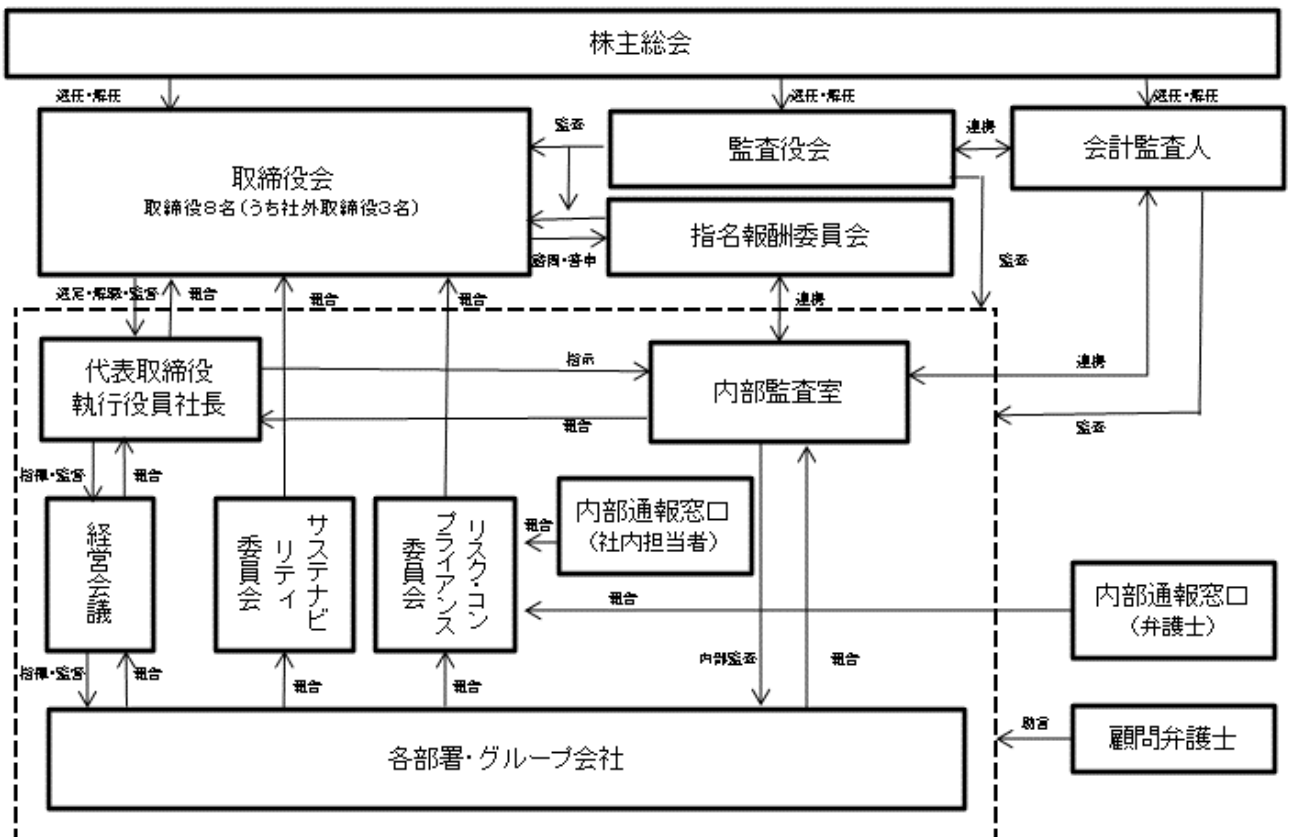 株主総会
選任・解任
選任・解任
選任・解任
取締役会
取締役8名(うち社外取締役3名)
監査
監査役会
連携
会計監査人
指名報酬委員会
諮問・答申
監査
選定・解職・監督
報告
報告
報告
連携
代表取締役
執行役員社長
指示
内部監査室
連携
報告
監査
指揮・監督
報告
経営会議
サステナビ
リティ
委員会
リスク・コン
プライアンス
委員会
報告
内部通報窓口
(社内担当者)
報告
内部通報窓口
(弁護士)
指揮・監督
報告
報告
報告
内部監査
報告
各部署・グループ会社
助言
顧問弁護士